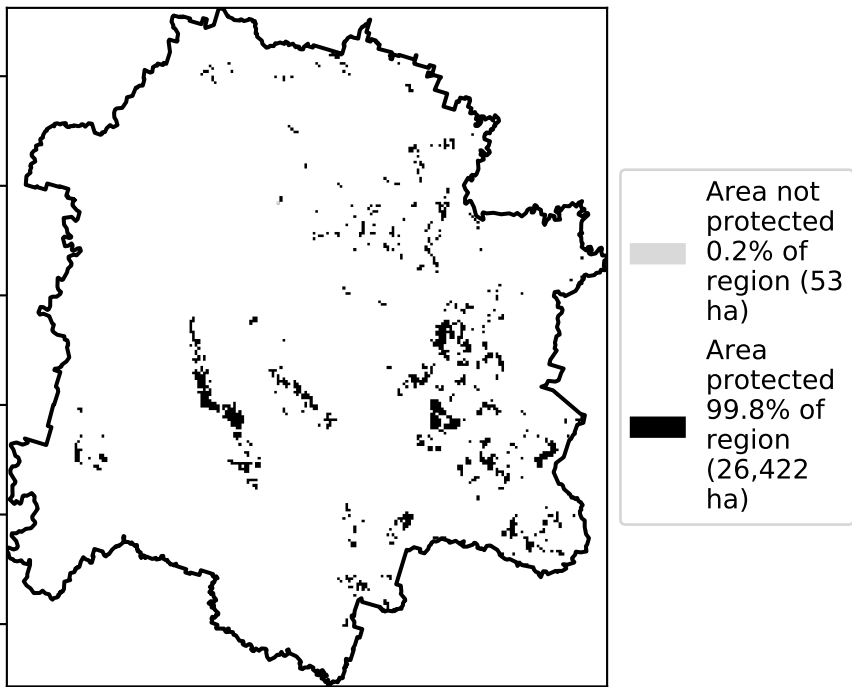 Area not
protected
0.2% of
region (53
ha)
Area
protected
99.8% of
region
(26,422
ha)